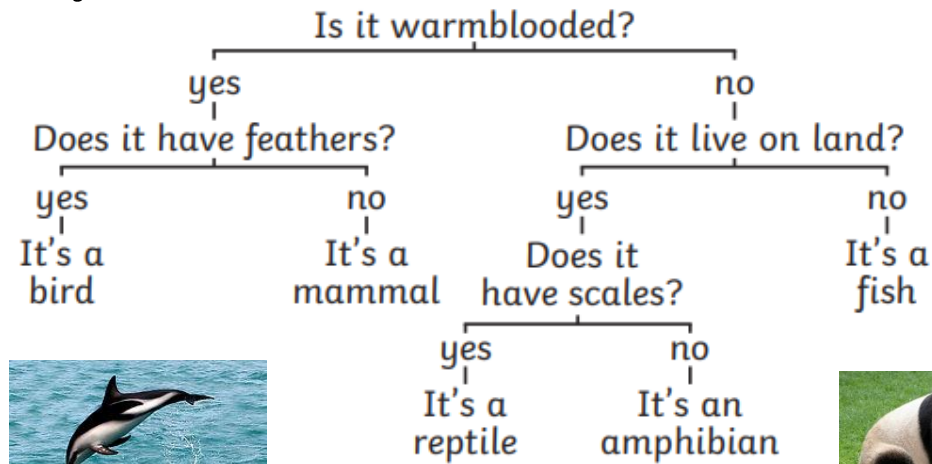 Is it warmblooded?
yes
no
Does it have feathers?
Does it live on land?
yes
no
yes
no
It's a
bird
It's a
mammal
Does it
have scales?
It's a
fish
yes
no
It's a
reptile
It's an
amphibian